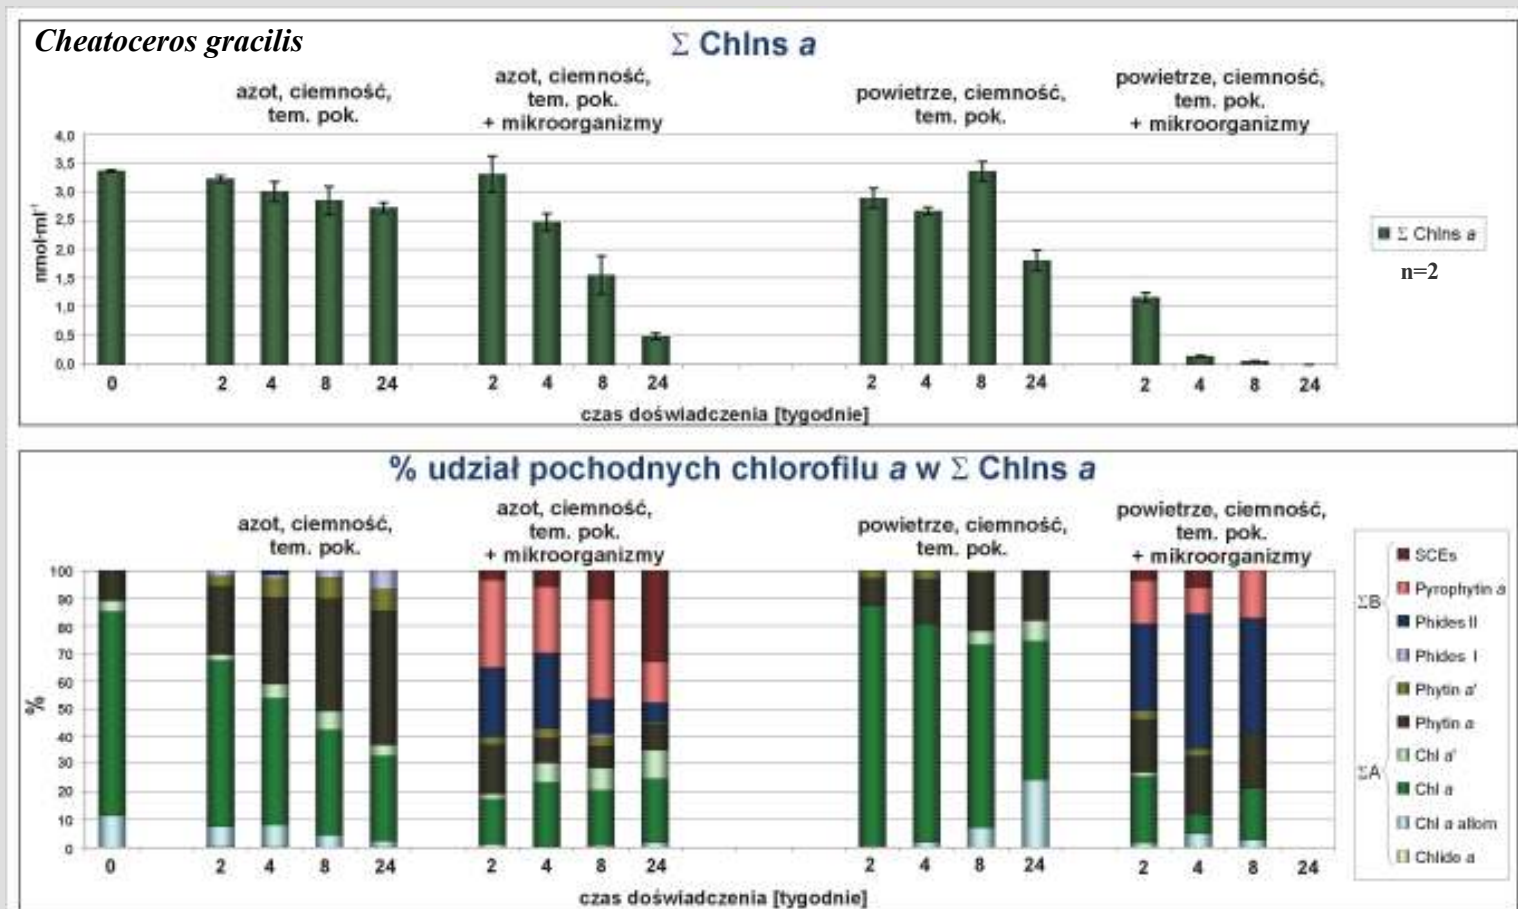 Cheatoceros gracilis
Σ Chlns a
azot, ciemność,
tem. pok.
azot, ciemność,
tem. pok.
+ mikroorganizmy
powietrze, ciemność,
tem. pok.
powietrze, ciemność,
tem. pok.
+ mikroorganizmy
4,0
3,5
3,0
2,5
2,0
1,5
1,0
0,5
0,0
nmol·ml⁻¹
0 2 4 8 24 2 4 8 24 2 4 8 24 2 4 8 24
czas doświadczenia [tygodnie]
Σ Chlns a
n=2
% udział pochodnych chlorofilu a w Σ Chlns a
azot, ciemność,
tem. pok.
azot, ciemność,
tem. pok.
+ mikroorganizmy
powietrze, ciemność,
tem. pok.
powietrze, ciemność,
tem. pok.
+ mikroorganizmy
100
90
80
70
60
50
40
30
20
10
0
%
0 2 4 8 24 2 4 8 24 2 4 8 24 2 4 8 24
czas doświadczenia [tygodnie]
ΣB
SCEs
Pyrophytin a
Phides II
Phides I
ΣA
Phytin a'
Phytin a
Chl a'
Chl a
Chl a allom
Chlido a